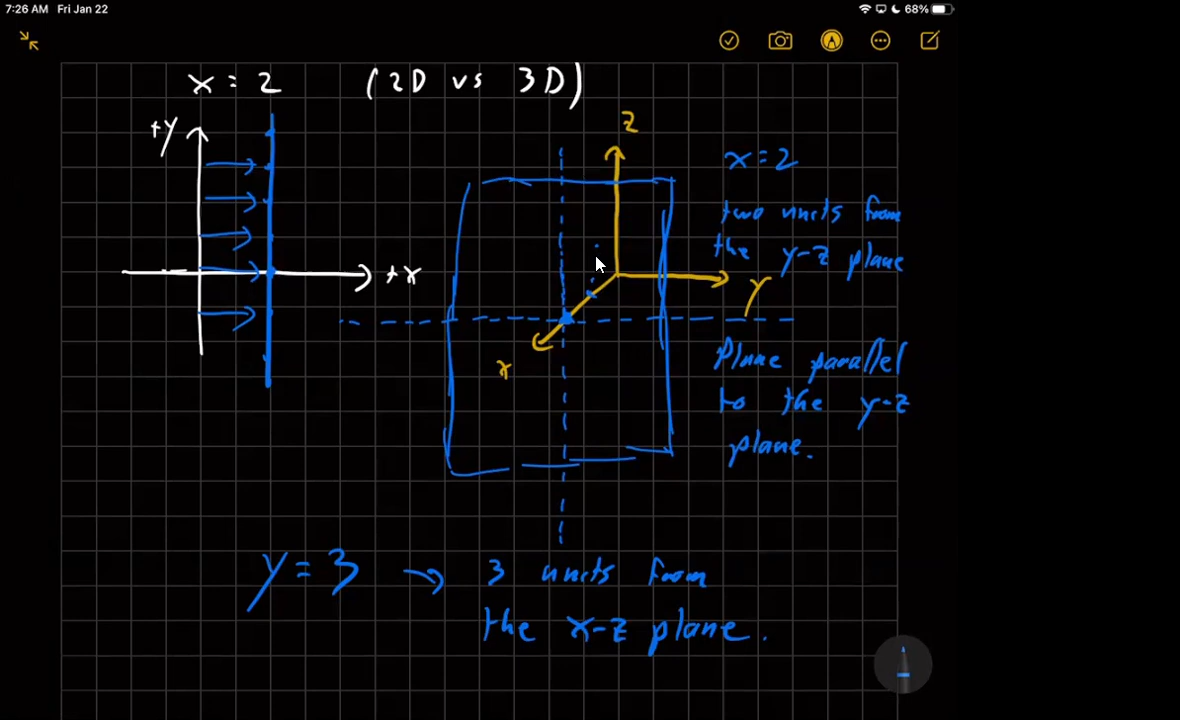 7:26 AM Fri Jan 22
68%
x = 2 (2D vs 3D)
+y
+x
z
y
x
x = 2
two units from
the y-z plane
Plane parallel
to the y-z
plane.
y = 3 → 3 units from
the x-z plane.